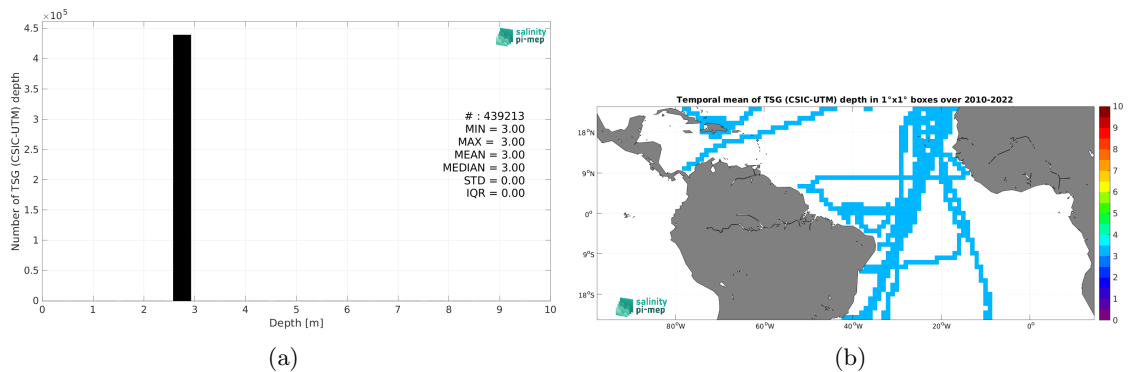 ×10⁵
4.5
4
3.5
3
2.5
2
1.5
1
0.5
0
Number of TSG (CSIC-UTM) depth
salinity
pi-mep
# : 439213
MIN = 3.00
MAX = 3.00
MEAN = 3.00
MEDIAN = 3.00
STD = 0.00
IQR = 0.00
0 1 2 3 4 5 6 7 8 9 10
Depth [m]
(a)
Temporal mean of TSG (CSIC-UTM) depth in 1°x1° boxes over 2010-2022
18°N
9°N
0°
9°S
18°S
80°W 60°W 40°W 20°W 0°
salinity
pi-mep
10
9
8
7
6
5
4
3
2
1
0
(b)